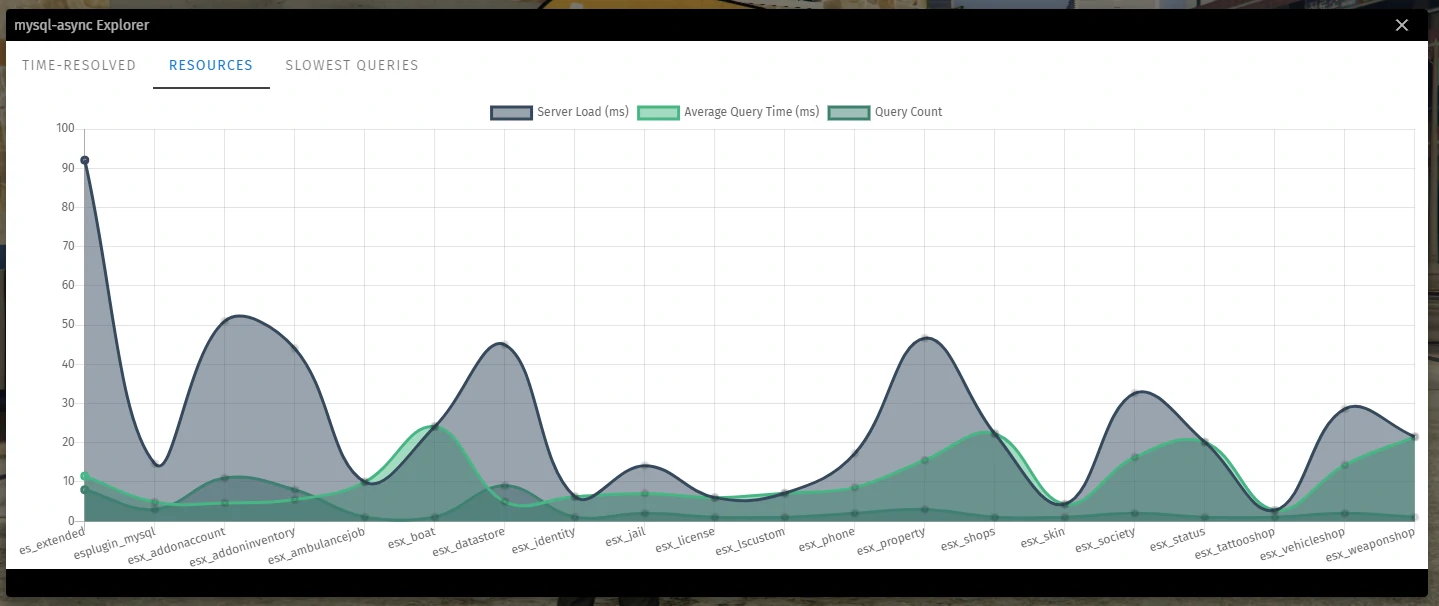 mysql-async Explorer
TIME-RESOLVED RESOURCES SLOWEST QUERIES
Server Load (ms) Average Query Time (ms) Query Count
100
90
80
70
60
50
40
30
20
10
0
es_extended esplugin_mysql esx_addonaccount esx_addoninventory esx_ambulancejob esx_boat esx_datastore esx_identity esx_jail esx_license esx_lscustom esx_phone esx_property esx_shops esx_skin esx_society esx_status esx_tattooshop esx_vehicleshop esx_weaponshop